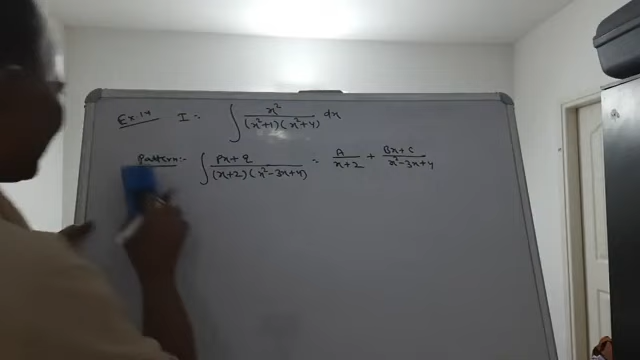 Ex.14 I :- ∫ x² / (x²+1)(x²+4) dx
Pattern:- ∫ Px+Q / (x+2)(x²-3x+4) = A / x+2 + Bx+C / x²-3x+4